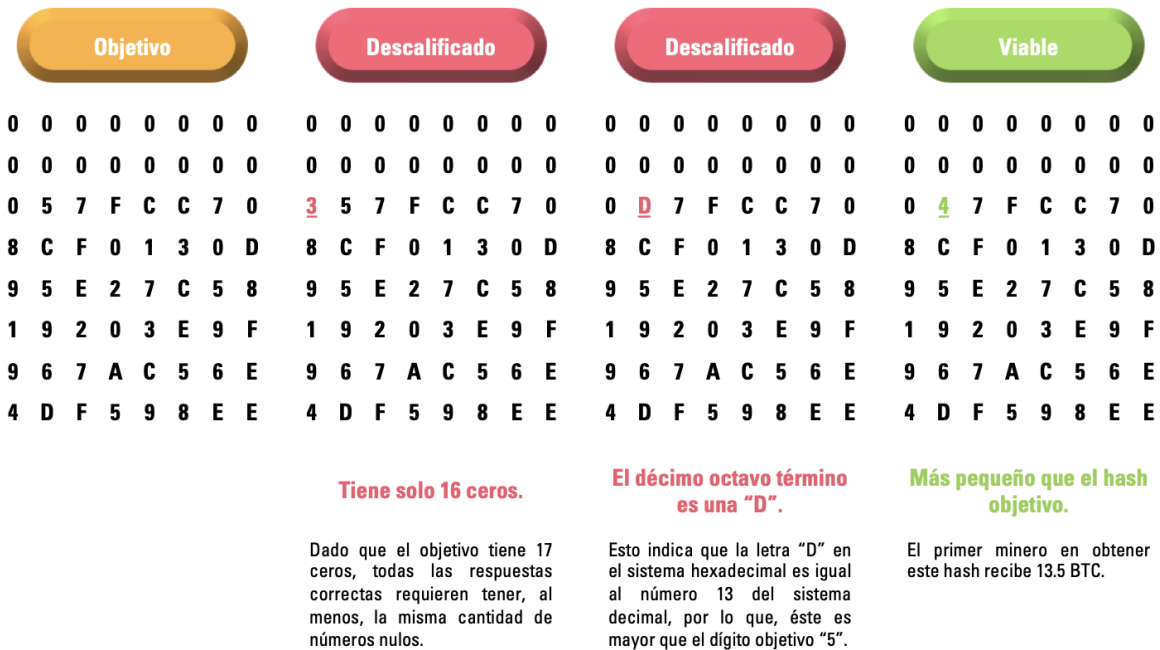 Objetivo
0 0 0 0 0 0 0 0
0 0 0 0 0 0 0 0
0 5 7 F C C 7 0
8 C F 0 1 3 0 D
9 5 E 2 7 C 5 8
1 9 2 0 3 E 9 F
9 6 7 A C 5 6 E
4 D F 5 9 8 E E
Descalificado
0 0 0 0 0 0 0 0
0 0 0 0 0 0 0 0
3 5 7 F C C 7 0
8 C F 0 1 3 0 D
9 5 E 2 7 C 5 8
1 9 2 0 3 E 9 F
9 6 7 A C 5 6 E
4 D F 5 9 8 E E
Tiene solo 16 ceros.
Dado que el objetivo tiene 17
ceros, todas las respuestas
correctas requieren tener, al
menos, la misma cantidad de
números nulos.
Descalificado
0 0 0 0 0 0 0 0
0 0 0 0 0 0 0 0
0 D 7 F C C 7 0
8 C F 0 1 3 0 D
9 5 E 2 7 C 5 8
1 9 2 0 3 E 9 F
9 6 7 A C 5 6 E
4 D F 5 9 8 E E
El décimo octavo término
es una “D”.
Esto indica que la letra “D” en
el sistema hexadecimal es igual
al número 13 del sistema
decimal, por lo que, éste es
mayor que el dígito objetivo “5”.
Viable
0 0 0 0 0 0 0 0
0 0 0 0 0 0 0 0
0 4 7 F C C 7 0
8 C F 0 1 3 0 D
9 5 E 2 7 C 5 8
1 9 2 0 3 E 9 F
9 6 7 A C 5 6 E
4 D F 5 9 8 E E
Más pequeño que el hash
objetivo.
El primer minero en obtener
este hash recibe 13.5 BTC.